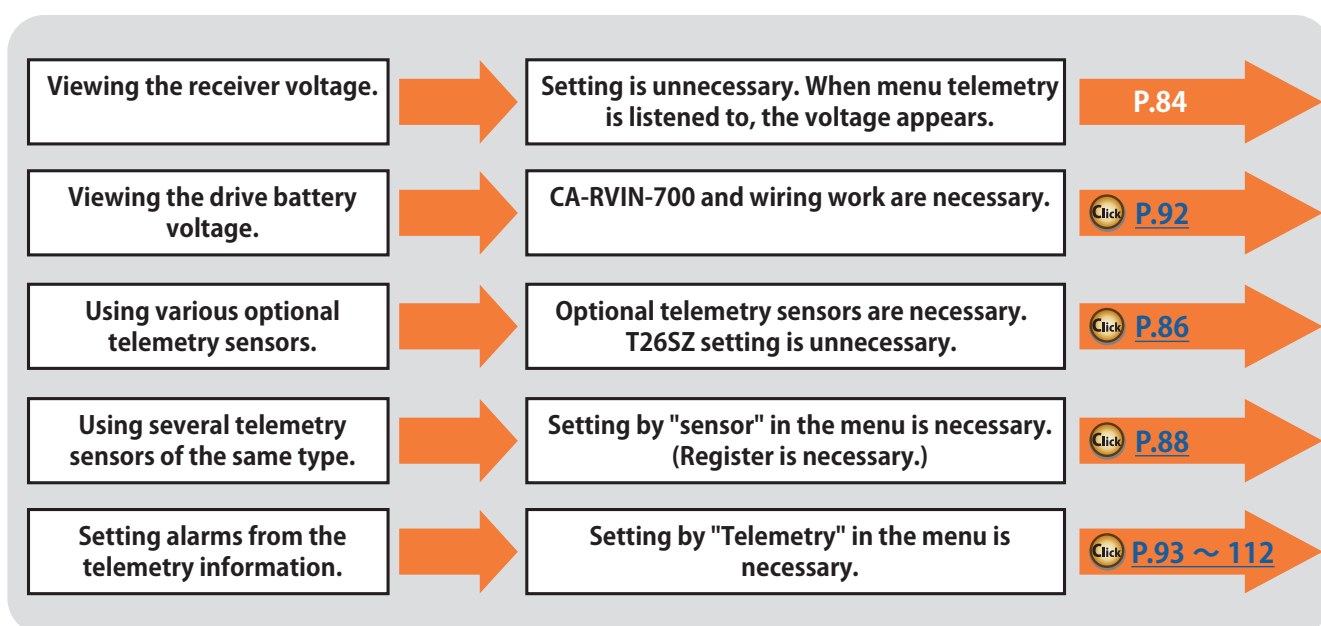 Viewing the receiver voltage.
Setting is unnecessary. When menu telemetry
is listened to, the voltage appears.
P.84
Viewing the drive battery
voltage.
CA-RVIN-700 and wiring work are necessary.
Click P.92
Using various optional
telemetry sensors.
Optional telemetry sensors are necessary.
T26SZ setting is unnecessary.
Click P.86
Using several telemetry
sensors of the same type.
Setting by "sensor" in the menu is necessary.
(Register is necessary.)
Click P.88
Setting alarms from the
telemetry information.
Setting by "Telemetry" in the menu is
necessary.
Click P.93 ～ 112